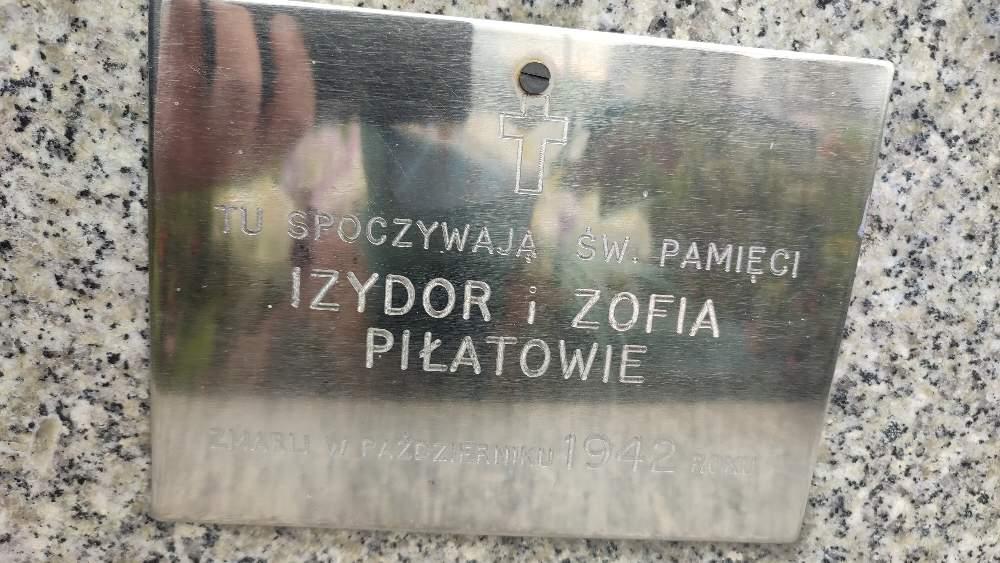 TU SPOCZYWAJĄ ŚW. PAMIĘCI
IZYDOR i ZOFIA
PIŁATOWIE
ZMARLI W PAŹDZIERNIKU 1942 ROKU